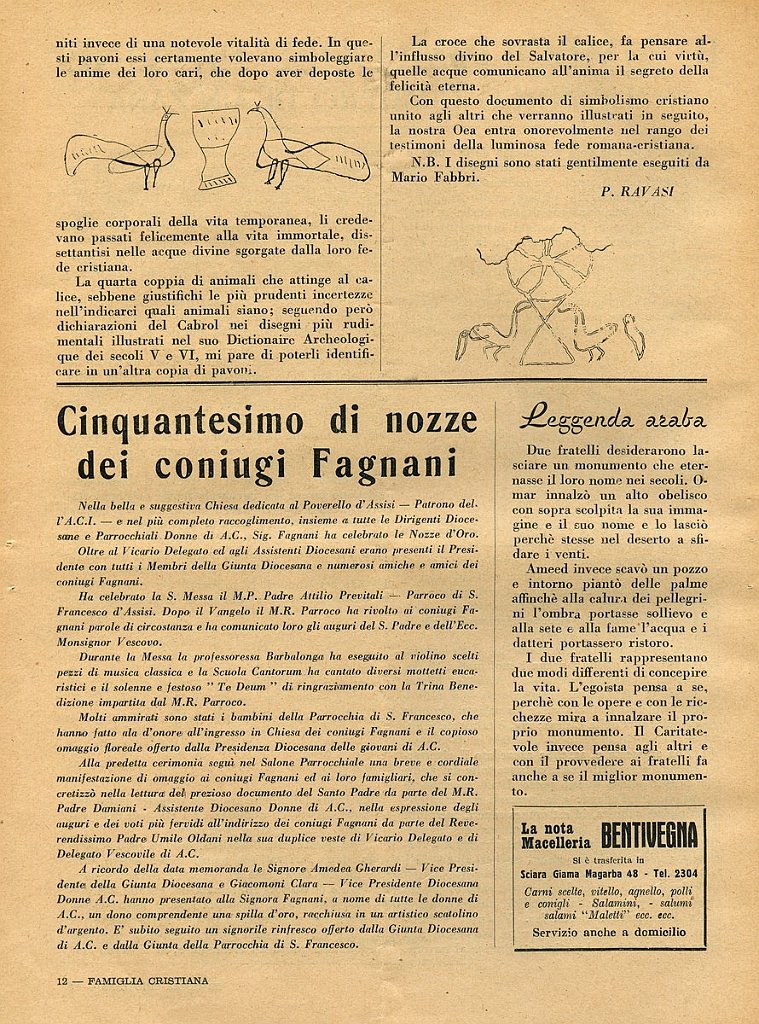 niti invece di una notevole vitalità di fede. In que-
sti pavoni essi certamente volevano simboleggiare
le anime dei loro cari, che dopo aver deposte le
spoglie corporali della vita temporanea, li crede-
vano passati felicemente alla vita immortale, dis-
settantisi nelle acque divine sgorgate dalla loro fe-
de cristiana.
La quarta coppia di animali che attinge al ca-
lice, sebbene giustifichi le più prudenti incertezze
nell'indicarci quali animali siano; seguendo però
dichiarazioni del Cabrol nei disegni più rudi-
mentali illustrati nel suo Dictionaire Archeologi-
que dei secoli V e VI, mi pare di poterli identifi-
care in un'altra copia di pavoni.
La croce che sovrasta il calice, fa pensare al-
l'influsso divino del Salvatore, per la cui virtù,
quelle acque comunicano all'anima il segreto della
felicità eterna.
Con questo documento di simbolismo cristiano
unito agli altri che verranno illustrati in seguito,
la nostra Oea entra onorevolmente nel rango dei
testimoni della luminosa fede romana-cristiana.
N.B. I disegni sono stati gentilmente eseguiti da
Mario Fabbri.
P. RAVASI
Cinquantesimo di nozze
dei coniugi Fagnani
Nella bella e suggestiva Chiesa dedicata al Poverello d'Assisi — Patrono del-
l'A.C.I. — e nel più completo raccoglimento, insieme a tutte le Dirigenti Dioce-
sane e Parrocchiali Donne di A.C., Sig. Fagnani ha celebrato le Nozze d'Oro.
Oltre al Vicario Delegato ed agli Assistenti Diocesani erano presenti il Presi-
dente con tutti i Membri della Giunta Diocesana e numerosi amiche e amici dei
coniugi Fagnani.
Ha celebrato la S. Messa il M.P. Padre Attilio Previtali — Parroco di S.
Francesco d'Assisi. Dopo il Vangelo il M.R. Parroco ha rivolto ai coniugi Fa-
gnani parole di circostanza e ha comunicato loro gli auguri del S. Padre e dell'Ecc.
Monsignor Vescovo.
Durante la Messa la professoressa Barbalonga ha eseguito al violino scelti
pezzi di musica classica e la Scuola Cantorum ha cantato diversi mottetti euca-
ristici e il solenne e festoso " Te Deum " di ringraziamento con la Trina Bene-
dizione impartita dal M.R. Parroco.
Molti ammirati sono stati i bambini della Parrocchia di S. Francesco, che
hanno fatto ala d'onore all'ingresso in Chiesa dei coniugi Fagnani e il copioso
omaggio floreale offerto dalla Presidenza Diocesana delle giovani di A.C.
Alla predetta cerimonia seguì nel Salone Parrocchiale una breve e cordiale
manifestazione di omaggio ai coniugi Fagnani ed ai loro famigliari, che si con-
cretizzò nella lettura del prezioso documento del Santo Padre da parte del M.R.
Padre Damiani - Assistente Diocesano Donne di A.C., nella espressione degli
auguri e dei voti più fervidi all'indirizzo dei coniugi Fagnani da parte del Reve-
rendissimo Padre Umile Oldani nella sua duplice veste di Vicario Delegato e di
Delegato Vescovile di A.C.
A ricordo della data memoranda le Signore Amedea Gherardi — Vice Presi-
dente della Giunta Diocesana e Giacomoni Clara — Vice Presidente Diocesana
Donne A.C. hanno presentato alla Signora Fagnani, a nome di tutte le donne di
A.C., un dono comprendente una spilla d'oro, racchiusa in un artistico scatolino
d'argento. E' subito seguito un signorile rinfresco offerto dalla Giunta Diocesana
di A.C. e dalla Giunta della Parrocchia di S. Francesco.
Leggenda araba
Due fratelli desiderarono la-
sciare un monumento che eter-
nasse il loro nome nei secoli. O-
mar innalzò un alto obelisco
con sopra scolpita la sua imma-
gine e il suo nome e lo lasciò
perchè stesse nel deserto a sfi-
dare i venti.
Ameed invece scavò un pozzo
e intorno piantò delle palme
affinchè alla calura dei pellegri-
ni l'ombra portasse sollievo e
alla sete e alla fame l'acqua e i
datteri portassero ristoro.
I due fratelli rappresentano
due modi differenti di concepire
la vita. L'egoista pensa a se,
perchè con le opere e con le ric-
chezze mira a innalzare il pro-
prio monumento. Il Caritate-
vole invece pensa agli altri e
con il provvedere ai fratelli fa
anche a se il miglior monumen-
to.
La nota
Macelleria BENTIVEGNA
si è trasferita in
Sciara Giama Magarba 48 - Tel. 2304
Carni scelte, vitello, agnello, polli
e conigli - Salamini, - salumi
salami "Maletti" ecc. ecc.
Servizio anche a domicilio
12 — FAMIGLIA CRISTIANA